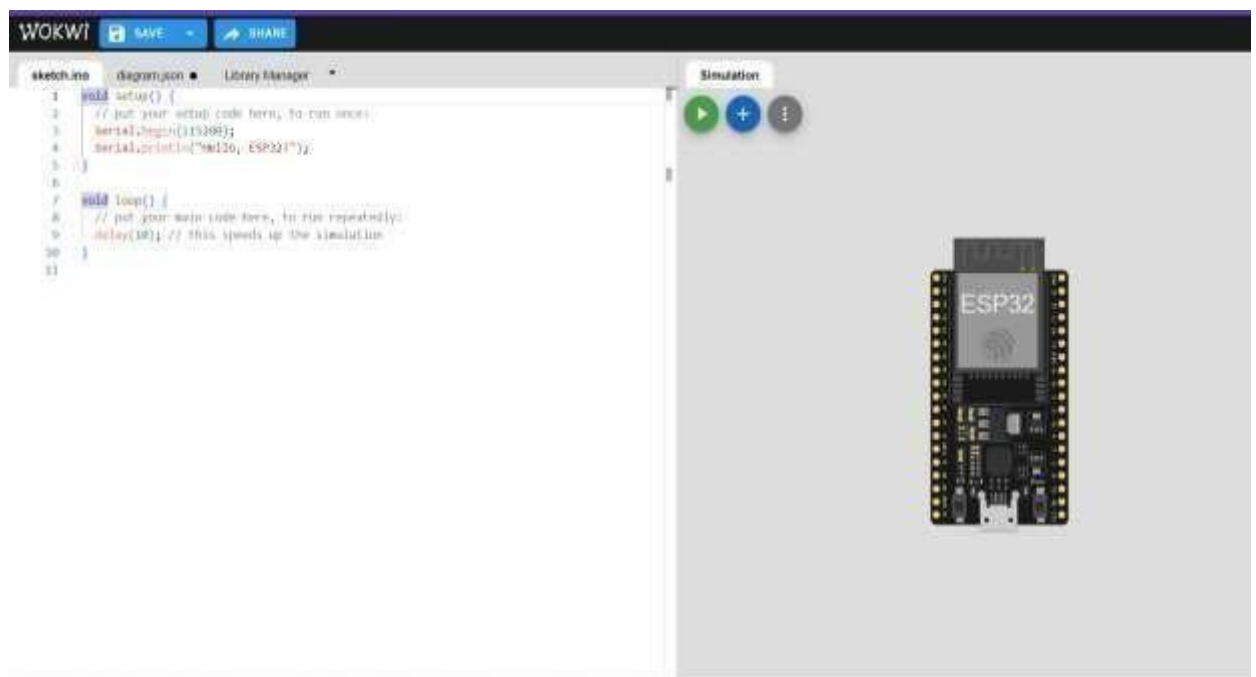 WOKWI SAVE SHARE
sketch.ino diagram.json Library Manager
Simulation
1 void setup() {
2 // put your setup code here, to run once:
3 Serial.begin(115200);
4 Serial.println("Hello, ESP32!");
5 }
6
7 void loop() {
8 // put your main code here, to run repeatedly:
9 delay(10); // this speeds up the simulation
10 }
11
ESP32